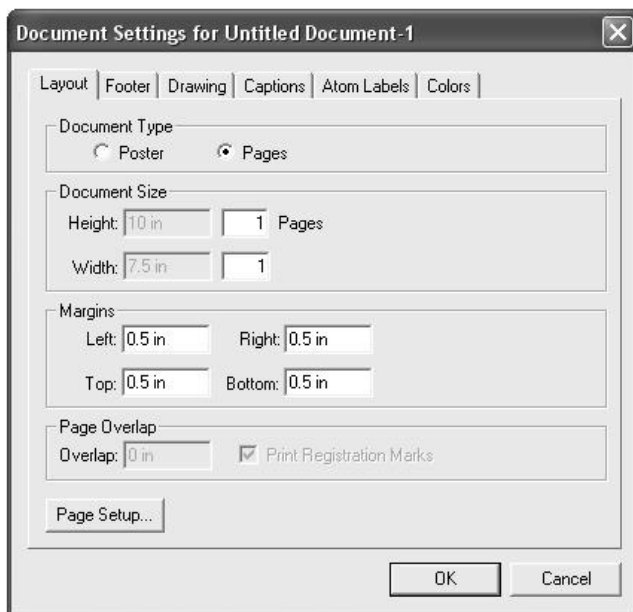 Document Settings for Untitled Document-1
Layout Footer Drawing Captions Atom Labels Colors
Document Type
Poster Pages
Document Size
Height: 10 in 1 Pages
Width: 7.5 in 1
Margins
Left: 0.5 in Right: 0.5 in
Top: 0.5 in Bottom: 0.5 in
Page Overlap
Overlap: 0 in Print Registration Marks
Page Setup...
OK Cancel